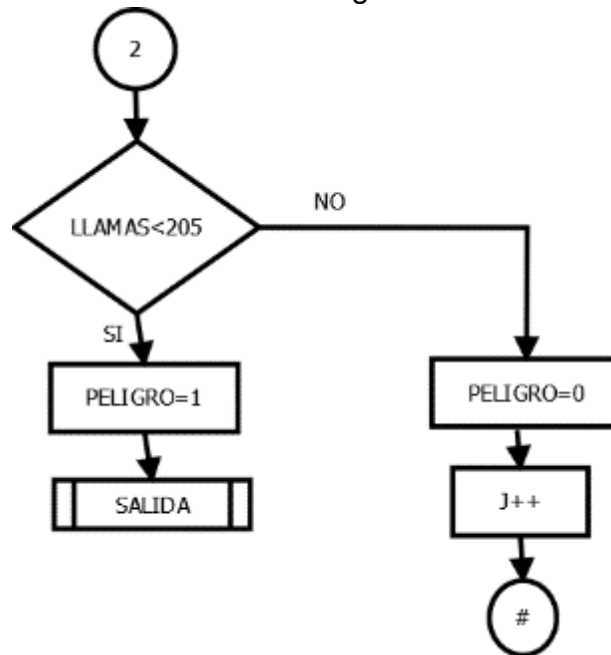 2
LLAMAS<205
NO
SI
PELIGRO=1
PELIGRO=0
SALIDA
J++
#